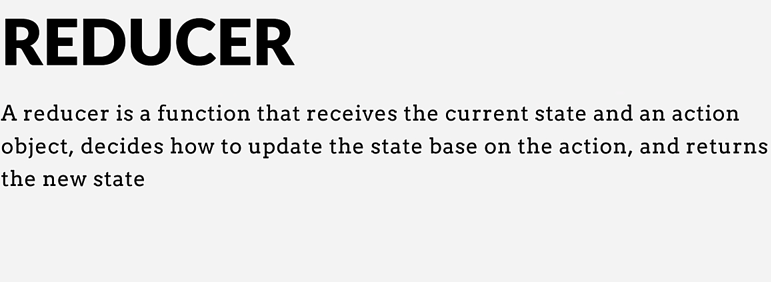 REDUCER
A reducer is a function that receives the current state and an action
object, decides how to update the state base on the action, and returns
the new state